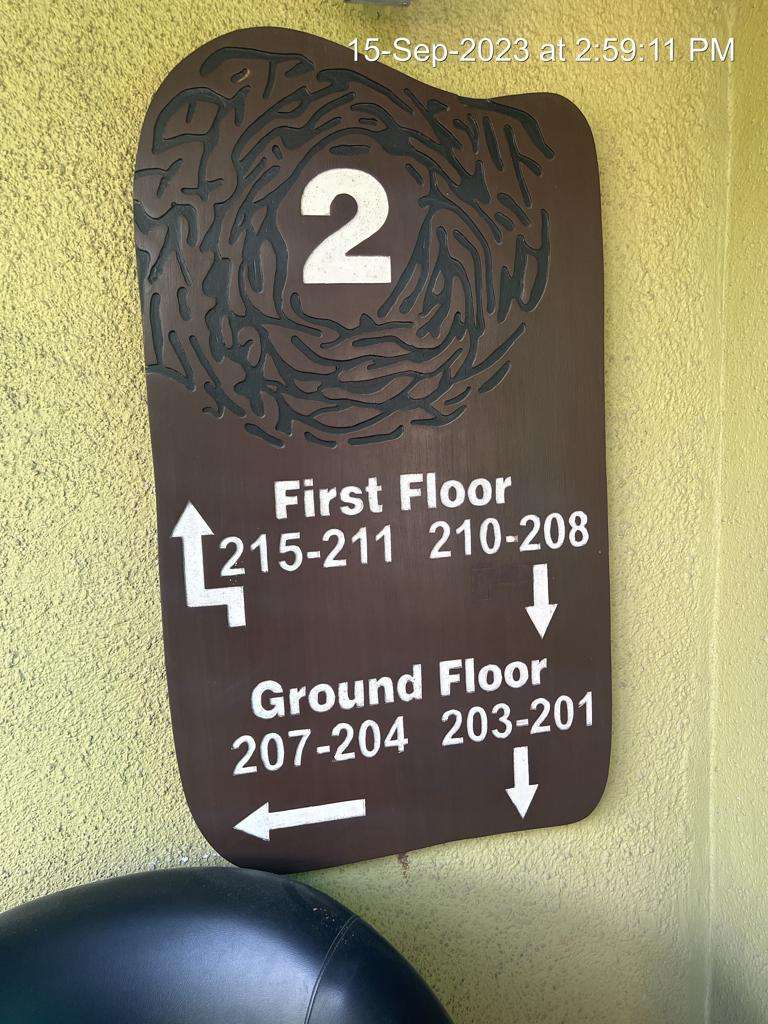 15-Sep-2023 at 2:59:11 PM
2
First Floor
215-211 210-208
Ground Floor
207-204 203-201